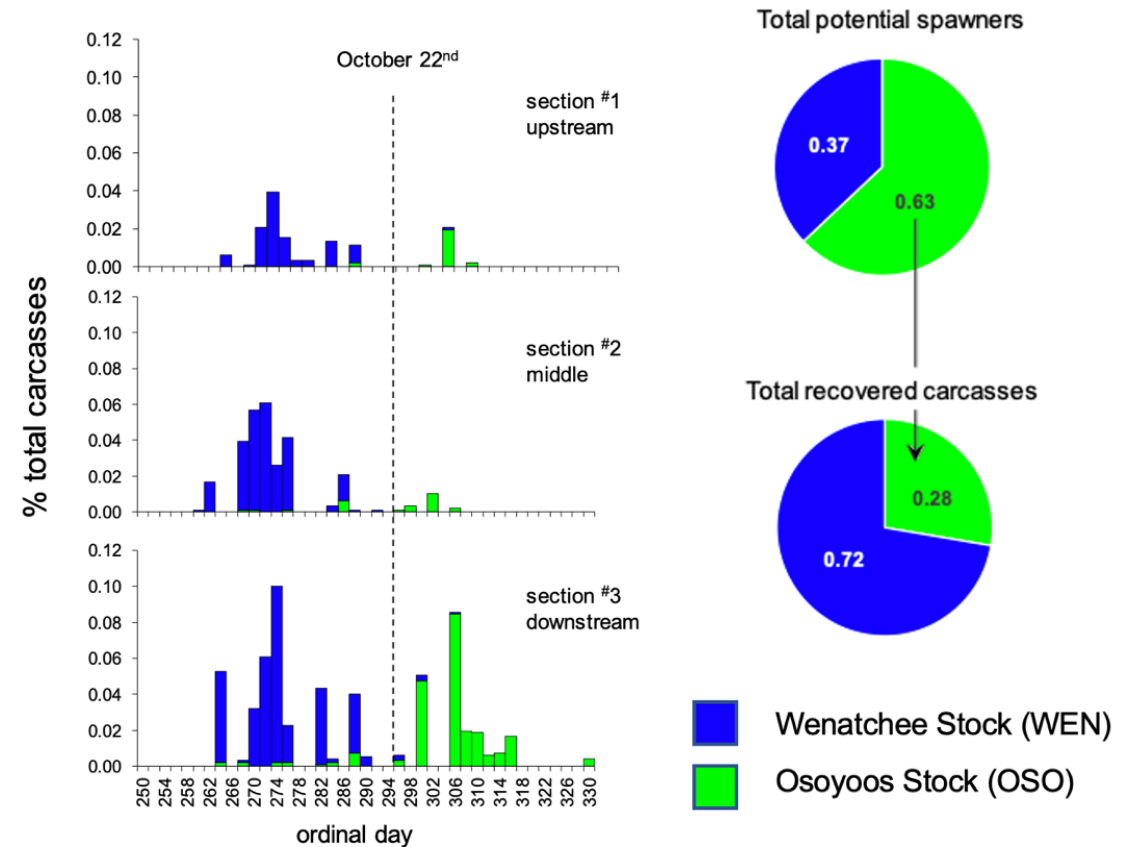 % total carcasses
0.12
0.10
0.08
0.06
0.04
0.02
0.00
October 22nd
section #1
upstream
0.12
0.10
0.08
0.06
0.04
0.02
0.00
section #2
middle
0.12
0.10
0.08
0.06
0.04
0.02
0.00
section #3
downstream
250 254 258 262 266 270 274 278 282 286 290 294 298 302 306 310 314 318 322 326 330
ordinal day
Total potential spawners
0.37
0.63
Total recovered carcasses
0.28
0.72
Wenatchee Stock (WEN)
Osoyoos Stock (OSO)